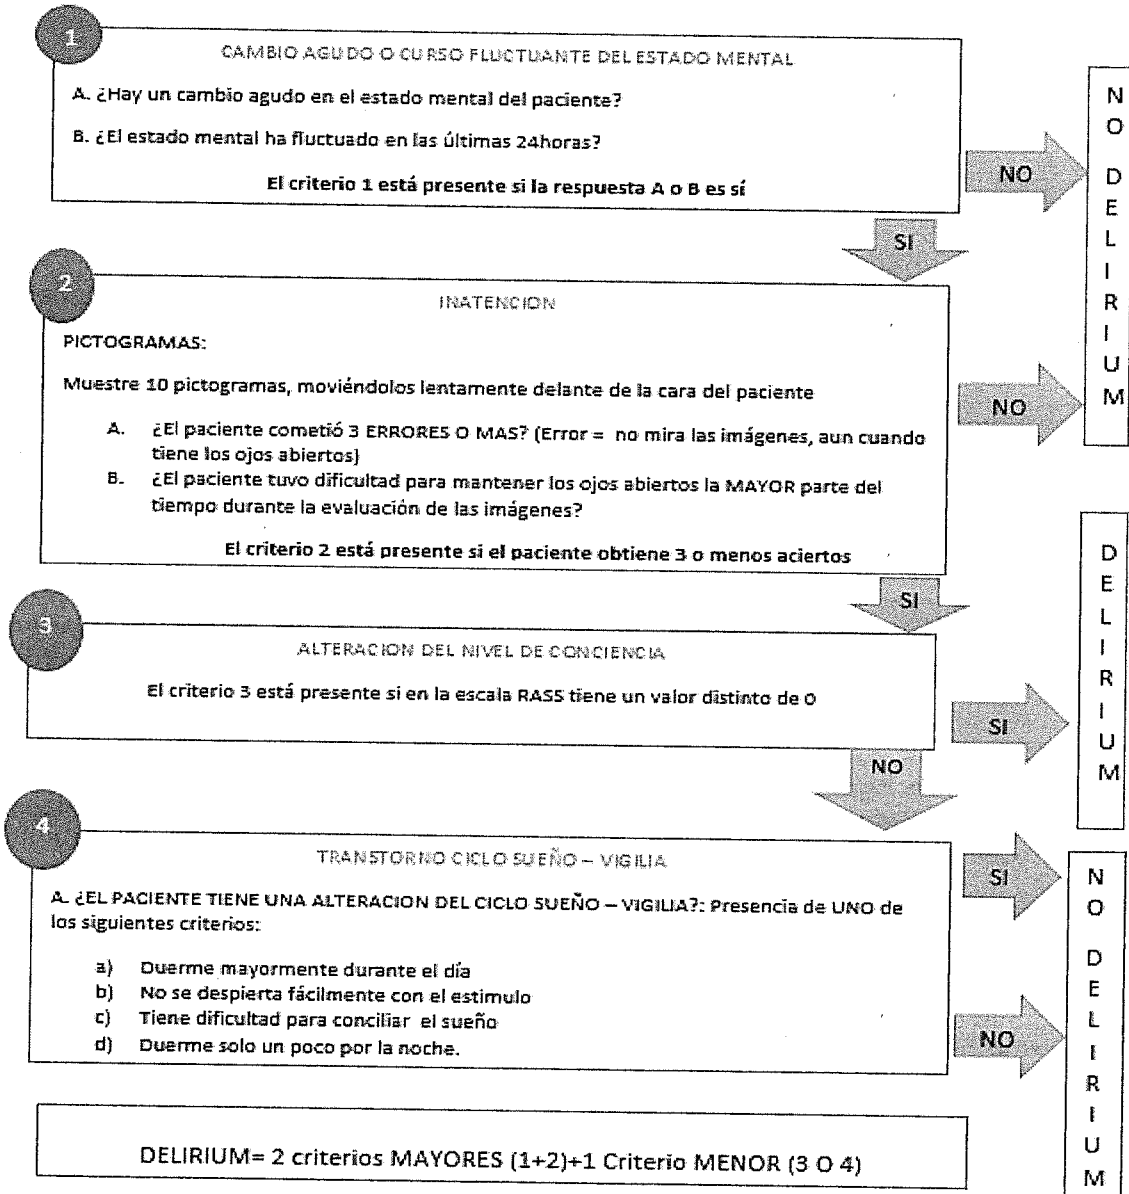 1
CAMBIO AGUDO O CURSO FLUCTUANTE DEL ESTADO MENTAL
A. ¿Hay un cambio agudo en el estado mental del paciente?
B. ¿El estado mental ha fluctuado en las últimas 24horas?
El criterio 1 está presente si la respuesta A o B es sí
NO
SI
NO DELIRIUM
2
INATENCION
PICTOGRAMAS:
Muestre 10 pictogramas, moviéndolos lentamente delante de la cara del paciente
A. ¿El paciente cometió 3 ERRORES O MAS? (Error = no mira las imágenes, aun cuando
tiene los ojos abiertos)
B. ¿El paciente tuvo dificultad para mantener los ojos abiertos la MAYOR parte del
tiempo durante la evaluación de las imágenes?
El criterio 2 está presente si el paciente obtiene 3 o menos aciertos
NO
SI
3
ALTERACION DEL NIVEL DE CONCIENCIA
El criterio 3 está presente si en la escala RASS tiene un valor distinto de 0
SI
NO
DELIRIUM
4
TRANSTORNO CICLO SUEÑO – VIGILIA
A. ¿EL PACIENTE TIENE UNA ALTERACION DEL CICLO SUEÑO – VIGILIA?: Presencia de UNO de
los siguientes criterios:
a) Duerme mayormente durante el día
b) No se despierta fácilmente con el estimulo
c) Tiene dificultad para conciliar el sueño
d) Duerme solo un poco por la noche.
SI
NO
NO DELIRIUM
DELIRIUM= 2 criterios MAYORES (1+2)+1 Criterio MENOR (3 O 4)